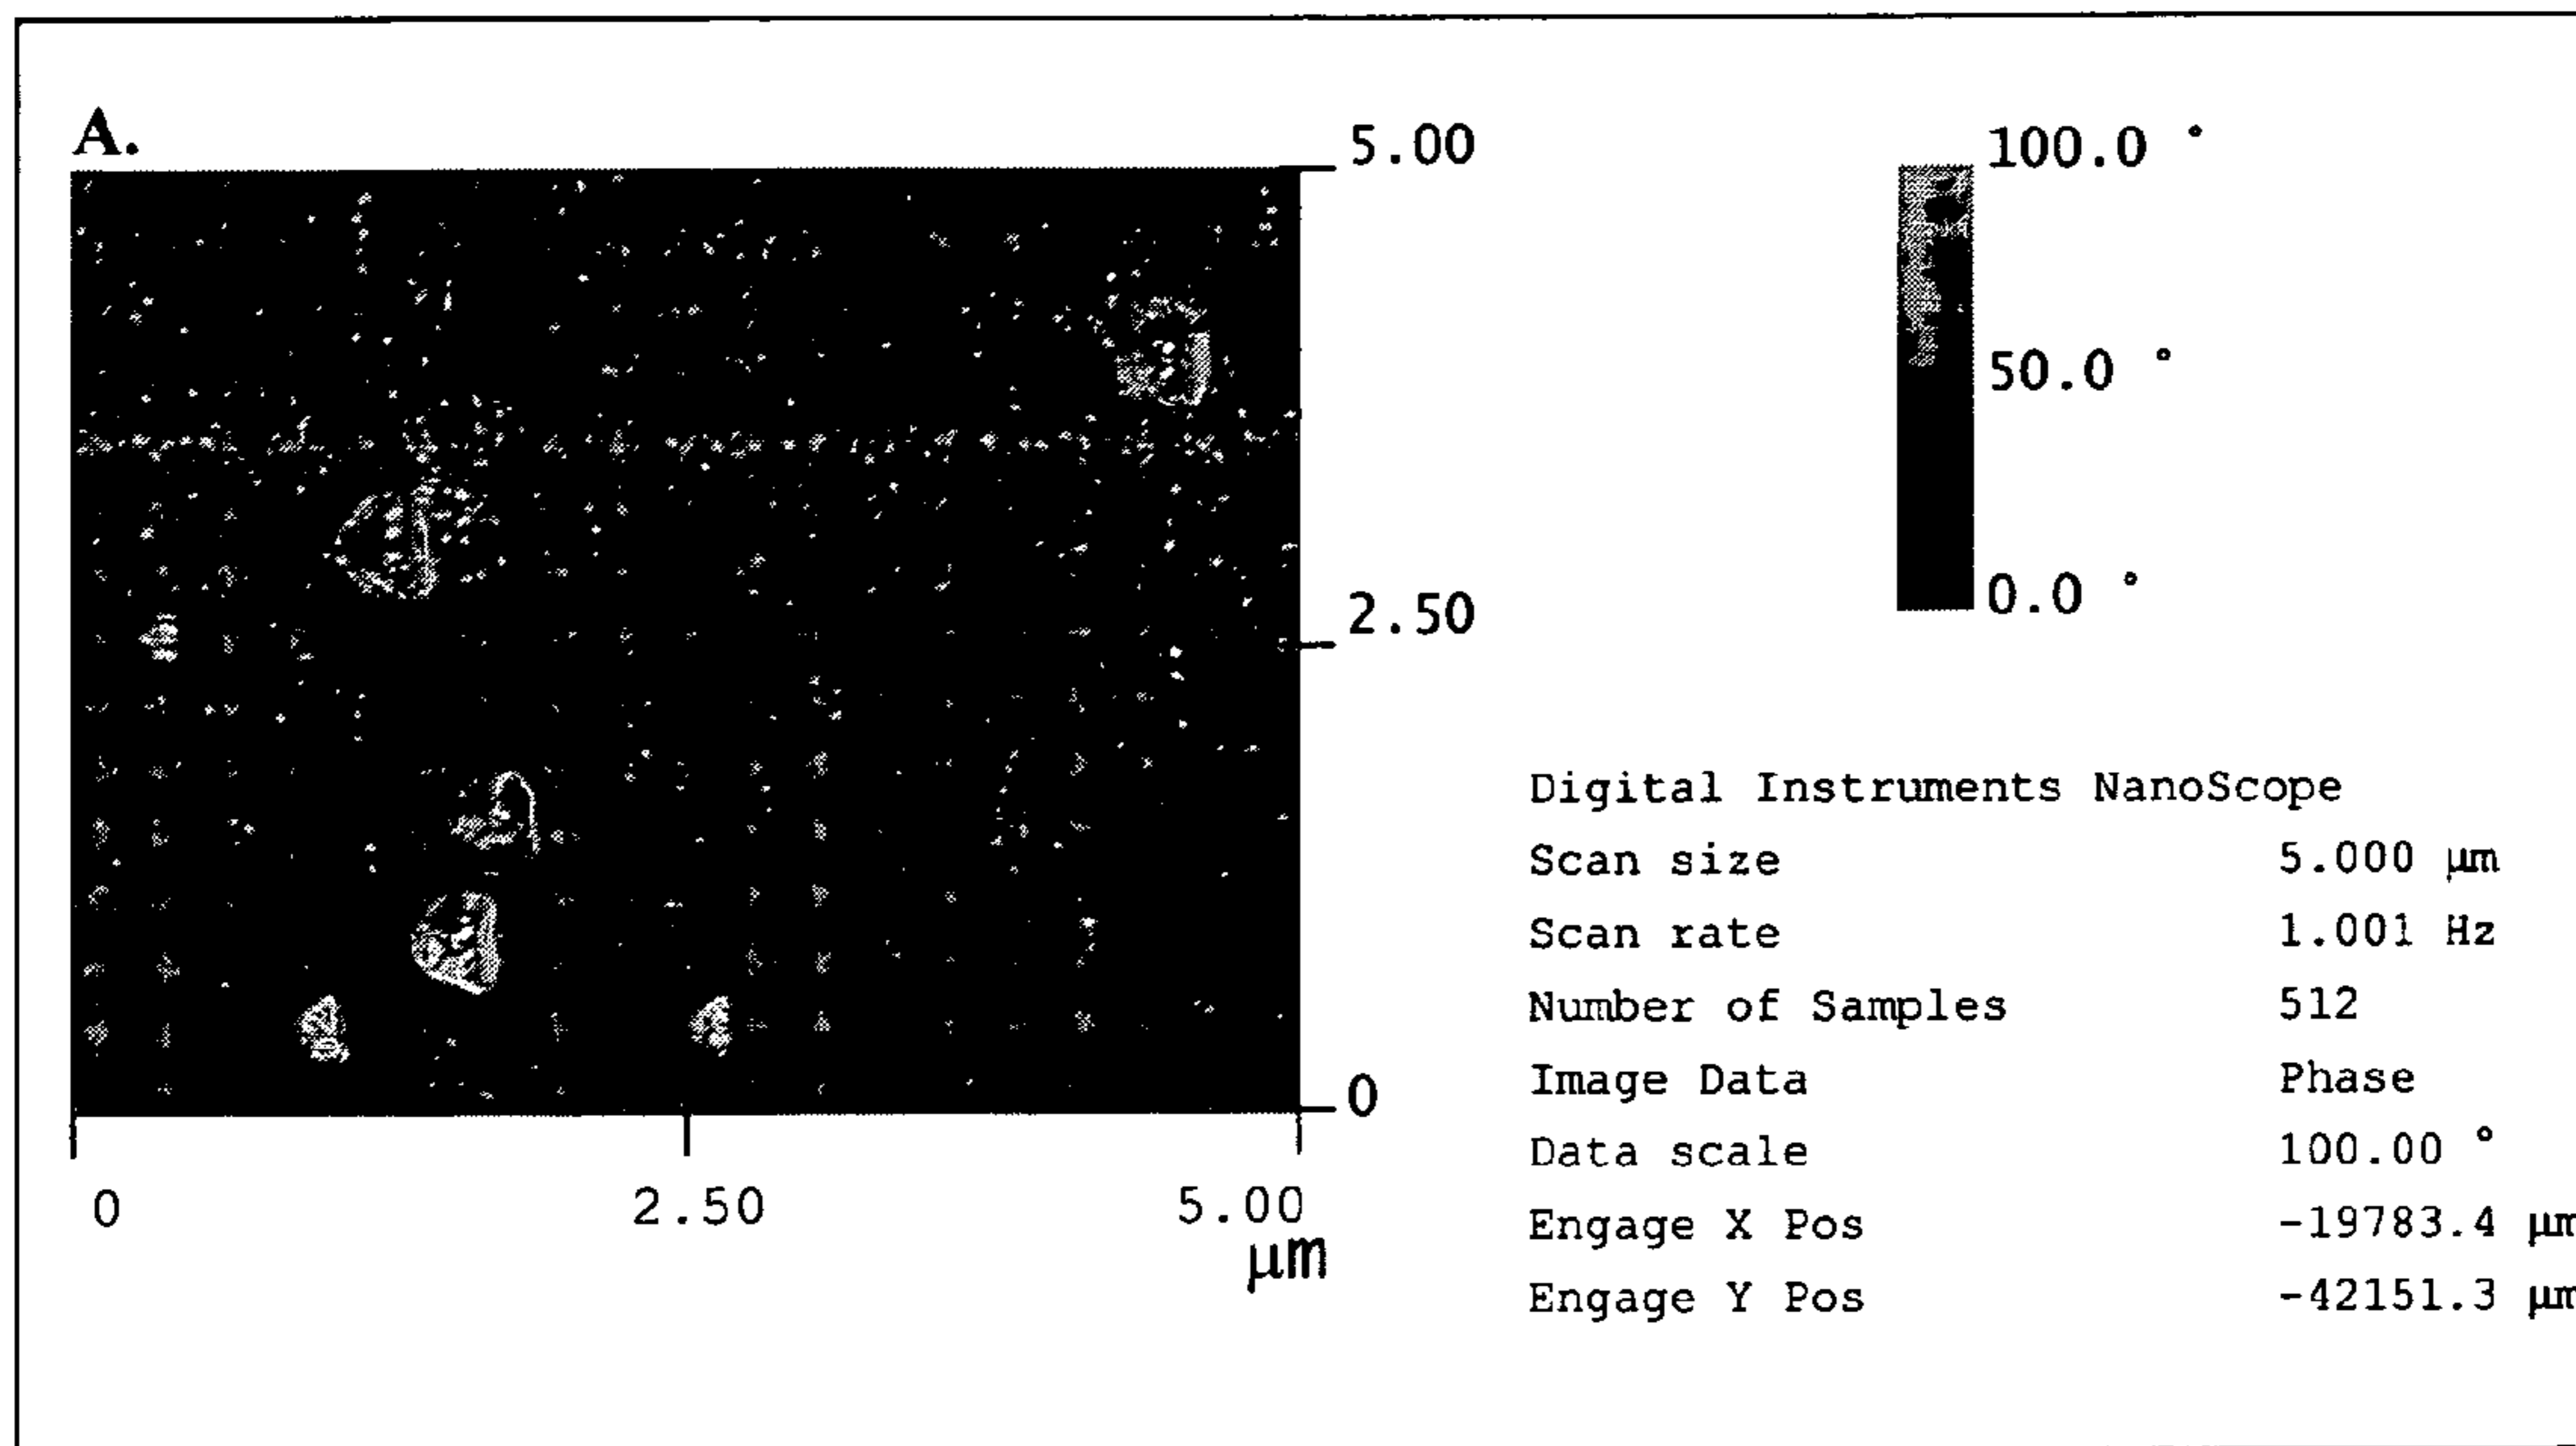 A.
5.00
2.50
0
0 2.50 5.00
μm
100.0 °
50.0 °
0.0 °
Digital Instruments NanoScope
Scan size 5.000 μm
Scan rate 1.001 Hz
Number of Samples 512
Image Data Phase
Data scale 100.00 °
Engage X Pos -19783.4 μm
Engage Y Pos -42151.3 μm